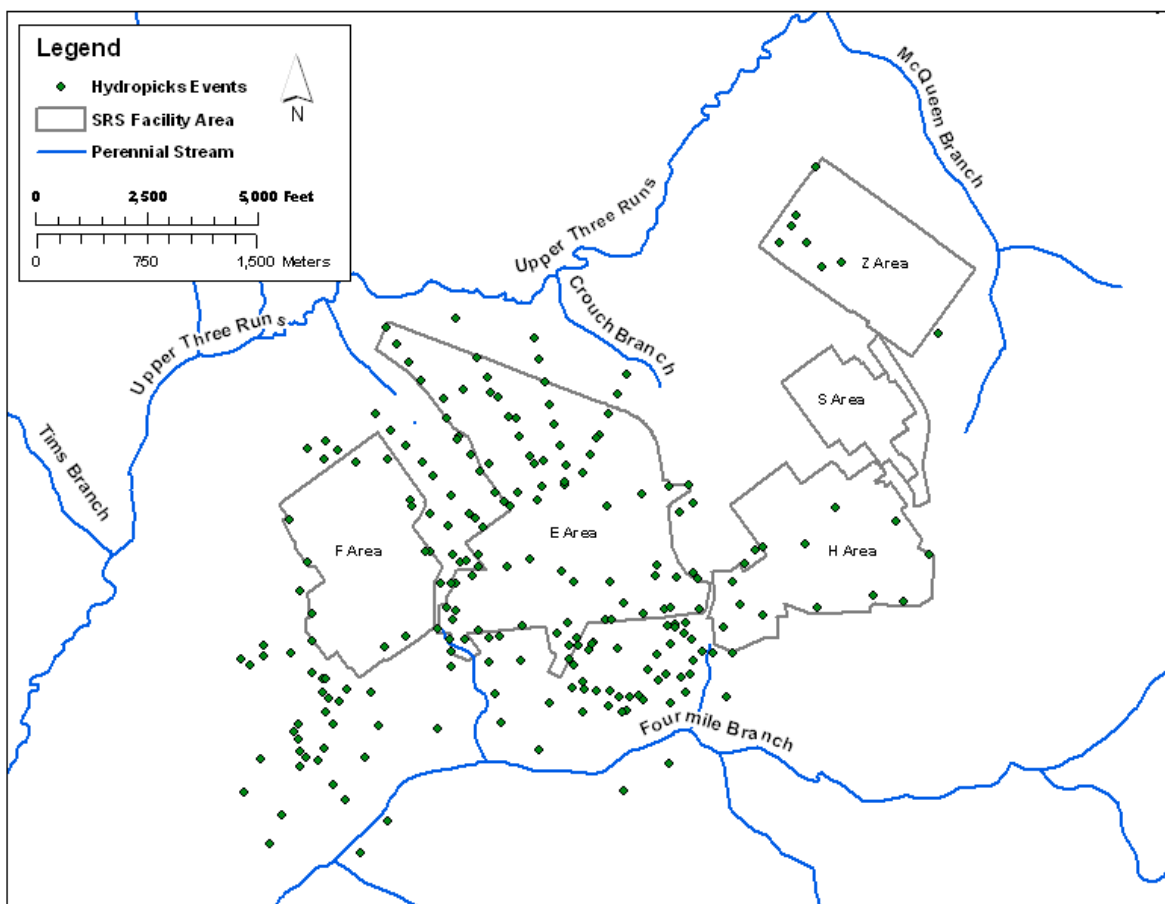 Legend
Hydropicks Events
SRS Facility Area
Perennial Stream
N
0 2,500 5,000 Feet
0 750 1,500 Meters
McQueen Branch
Upper Three Runs
Z Area
Crouch Branch
Upper Three Runs
S Area
Tims Branch
E Area
F Area
H Area
Fourmile Branch